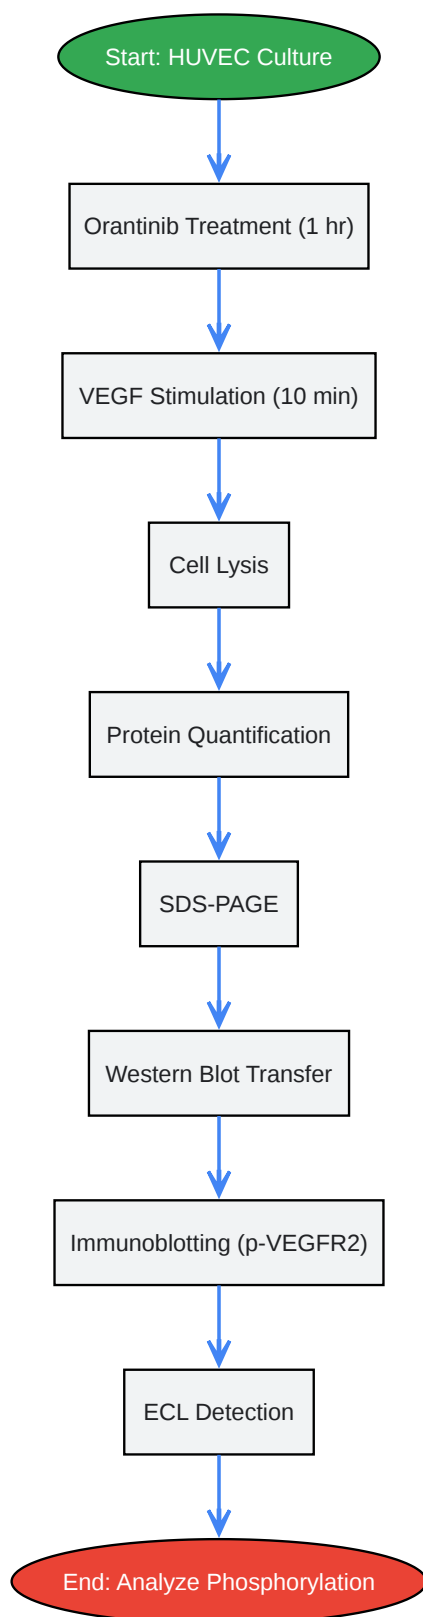 Start: HUVEC Culture
Orantinib Treatment (1 hr)
VEGF Stimulation (10 min)
Cell Lysis
Protein Quantification
SDS-PAGE
Western Blot Transfer
Immunoblotting (p-VEGFR2)
ECL Detection
End: Analyze Phosphorylation